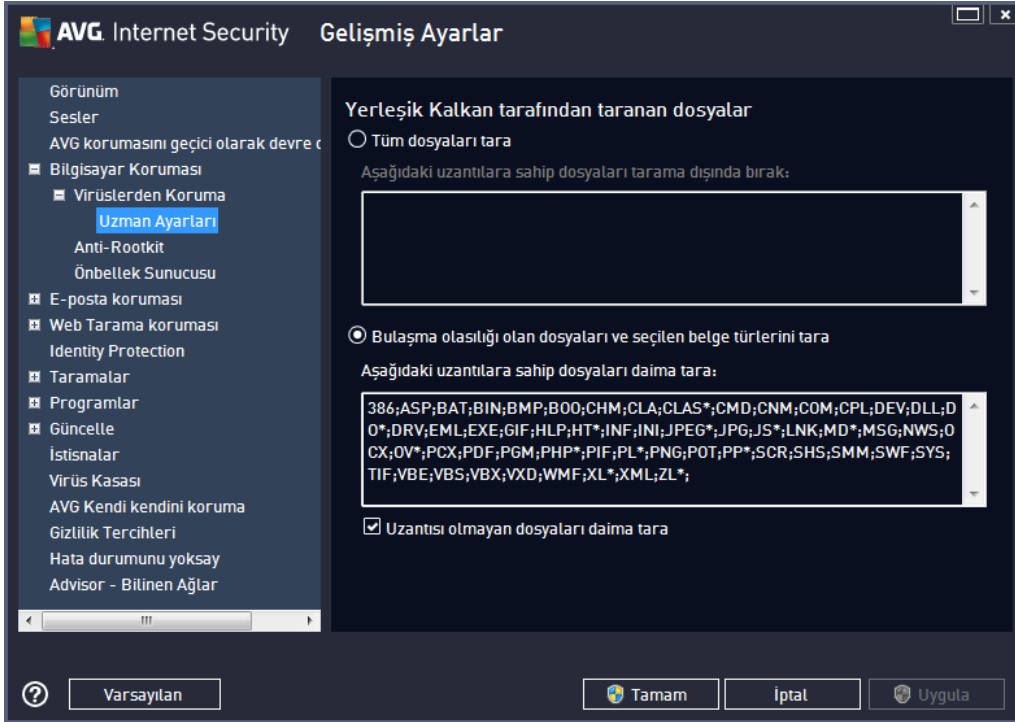 AVG Internet Security Gelişmiş Ayarlar
Görünüm
Sesler
AVG korumasını geçici olarak devre d
Bilgisayar Koruması
Virüslerden Koruma
Uzman Ayarları
Anti-Rootkit
Önbellek Sunucusu
E-posta koruması
Web Tarama koruması
Identity Protection
Taramalar
Programlar
Güncelle
İstisnalar
Virüs Kasası
AVG Kendi kendini koruma
Gizlilik Tercihleri
Hata durumunu yoksay
Advisor - Bilinen Ağlar
Yerleşik Kalkan tarafından taranan dosyalar
Tüm dosyaları tara
Aşağıdaki uzantılara sahip dosyaları tarama dışında bırak:
Bulaşma olasılığı olan dosyaları ve seçilen belge türlerini tara
Aşağıdaki uzantılara sahip dosyaları daima tara:
386;ASP;BAT;BIN;BMP;BOO;CHM;CLA;CLAS*;CMD;CNM;COM;CPL;DEV;DLL;D
O*;DRV;EML;EXE;GIF;HLP;HT*;INF;INI;JPEG*;JPG;JS*;LNK;MD*;MSG;NWS;O
CX;OV*;PCX;PDF;PGM;PHP*;PIF;PL*;PNG;POT;PP*;SCR;SHS;SMM;SWF;SYS;
TIF;VBE;VBS;VBX;VXD;WMF;XL*;XML;ZL*;
Uzantısı olmayan dosyaları daima tara
Varsayılan
Tamam
İptal
Uygula